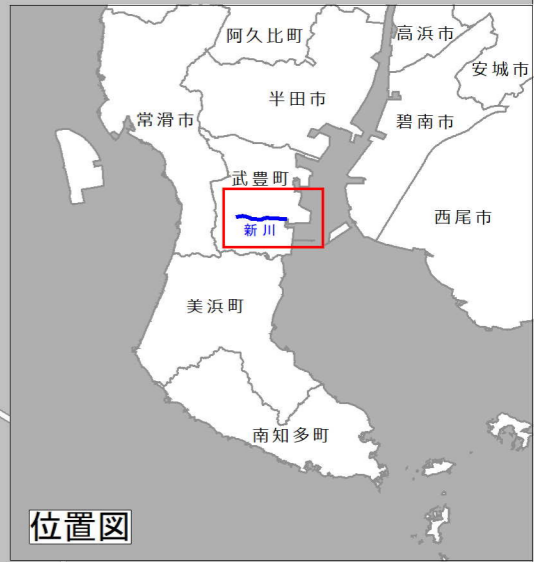 阿久比町
高浜市
安城市
半田市
常滑市
碧南市
武豊町
西尾市
新川
美浜町
南知多町
位置図